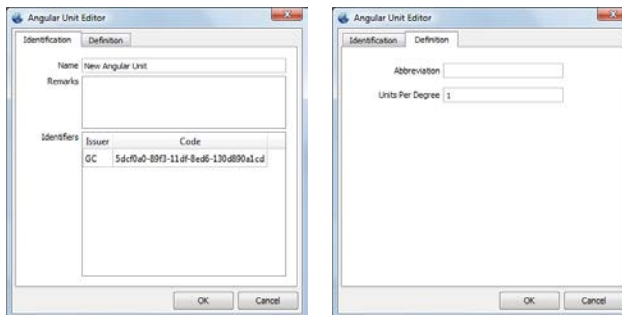 Angular Unit Editor
Identification Definition
Name New Angular Unit
Remarks
Identifiers Issuer Code
GC 5dcf0a0-89f3-11df-8ed6-130d890a1cd
OK Cancel
Angular Unit Editor
Identification Definition
Abbreviation
Units Per Degree 1
OK Cancel